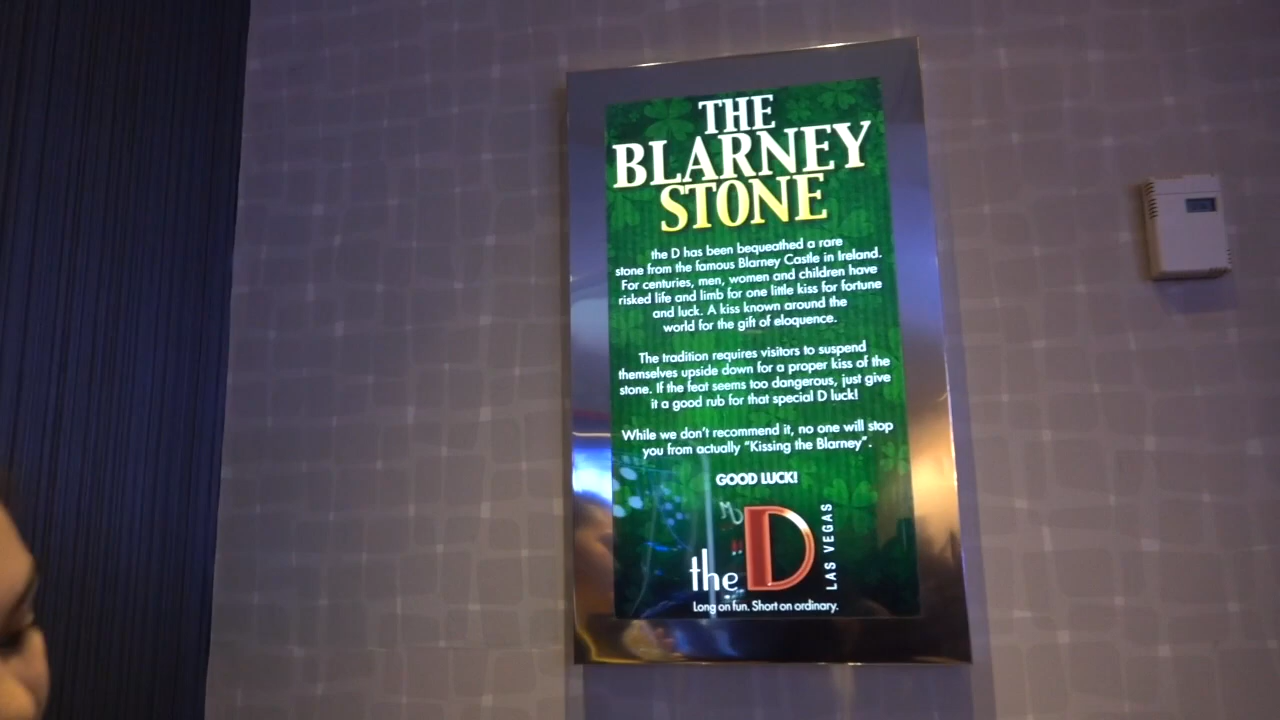 THE
BLARNEY
STONE
the D has been bequeathed a rare
stone from the famous Blarney Castle in Ireland.
For centuries, men, women and children have
risked life and limb for one little kiss for fortune
and luck. A kiss known around the
world for the gift of eloquence.
The tradition requires visitors to suspend
themselves upside down for a proper kiss of the
stone. If the feat seems too dangerous, just give
it a good rub for that special D luck!
While we don't recommend it, no one will stop
you from actually "Kissing the Blarney".
GOOD LUCK!
the D LAS VEGAS
Long on fun. Short on ordinary.